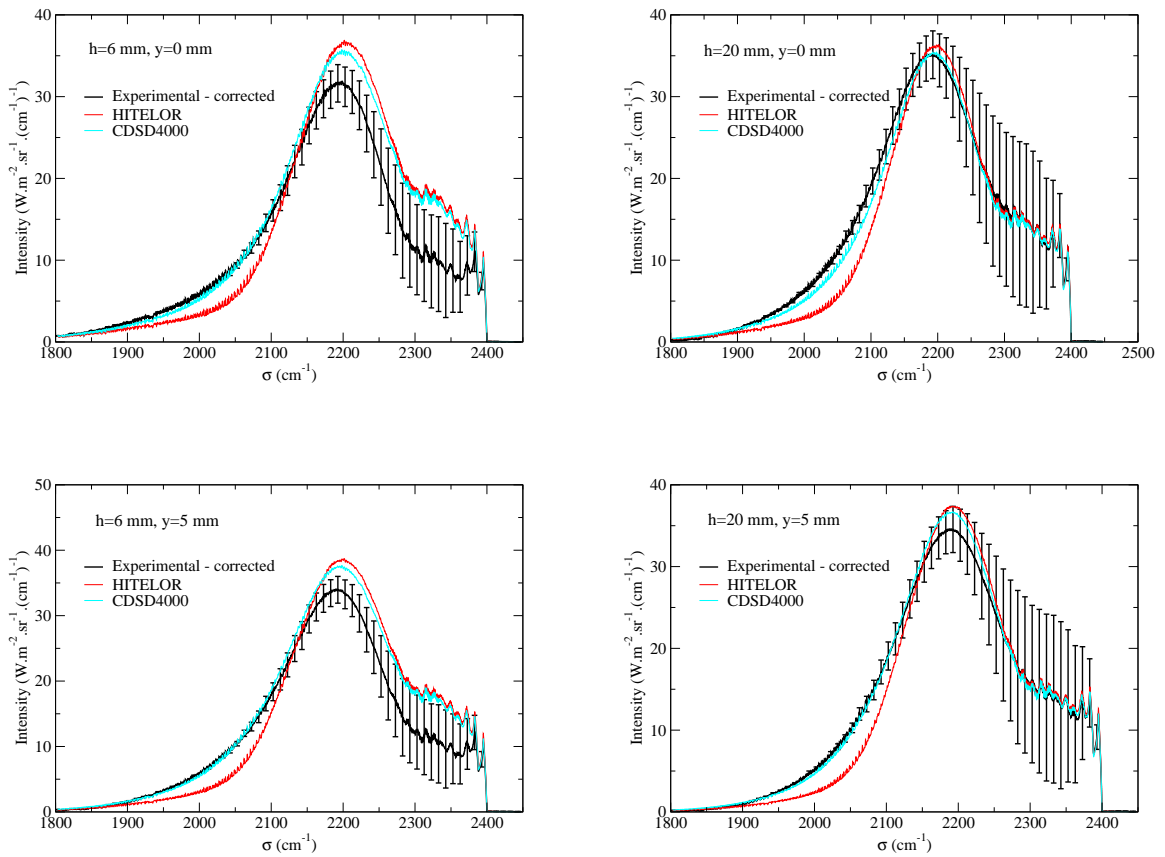 40
35
30
20
10
0
Intensity (W.m⁻².sr⁻¹.(cm⁻¹)⁻¹)
h=6 mm, y=0 mm
Experimental - corrected
HITELOR
CDSD4000
1800 1900 2000 2100 2200 2300 2400
σ (cm⁻¹)
40
30
20
10
0
Intensity (W.m⁻².sr⁻¹.(cm⁻¹)⁻¹)
h=20 mm, y=0 mm
Experimental - corrected
HITELOR
CDSD4000
1800 1900 2000 2100 2200 2300 2400 2500
σ (cm⁻¹)
50
40
30
20
10
0
Intensity (W.m⁻².sr⁻¹.(cm⁻¹)⁻¹)
h=6 mm, y=5 mm
Experimental - corrected
HITELOR
CDSD4000
1800 1900 2000 2100 2200 2300 2400
σ (cm⁻¹)
40
30
20
10
0
Intensity (W.m⁻².sr⁻¹.(cm⁻¹)⁻¹)
h=20 mm, y=5 mm
Experimental - corrected
HITELOR
CDSD4000
1800 1900 2000 2100 2200 2300 2400
σ (cm⁻¹)